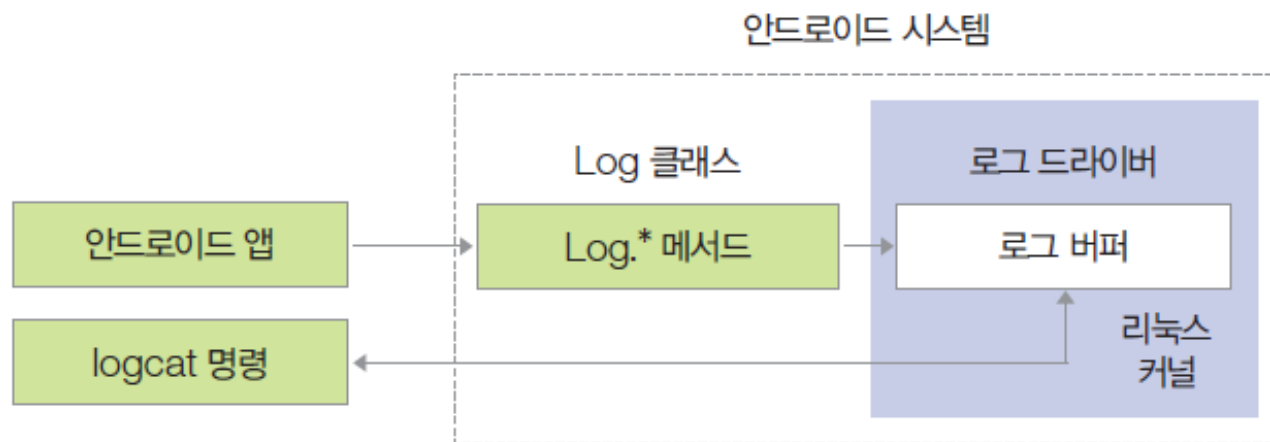 안드로이드 시스템
Log 클래스
로그 드라이버
안드로이드 앱
Log.* 메서드
로그 버퍼
logcat 명령
리눅스
커널